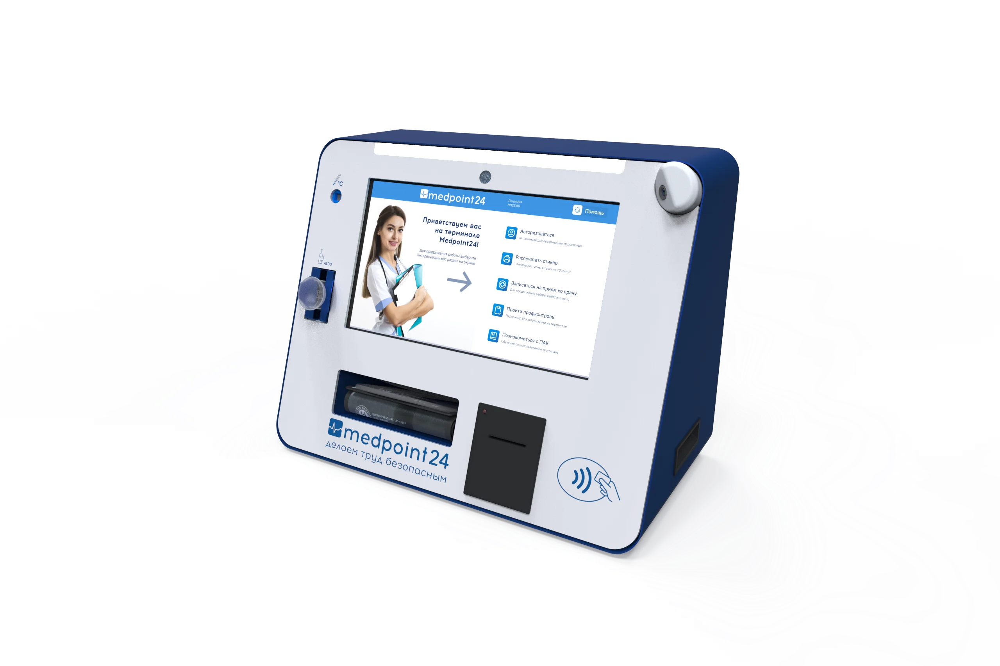 °C
medpoint24
Лицензия
№125166
Помощь
Приветствуем вас
на терминале
Medpoint24!
Для продолжения работы выберите
интересующий вас раздел на экране
Авторизоваться
на теминале для прохождения медосмотра
Распечатать стикер
Стикеры доступны в течение 20 минут
Записаться на прием ко врачу
Для продолжения работы выберите одно
Пройти профконтроль
Медосмотр без авторизации на терминале
Познакомиться с ПАК
Обучение по использованию терминала
ALCO
BLOOD PRESSURE LD-CUFF
medpoint24
делаем труд безопасным